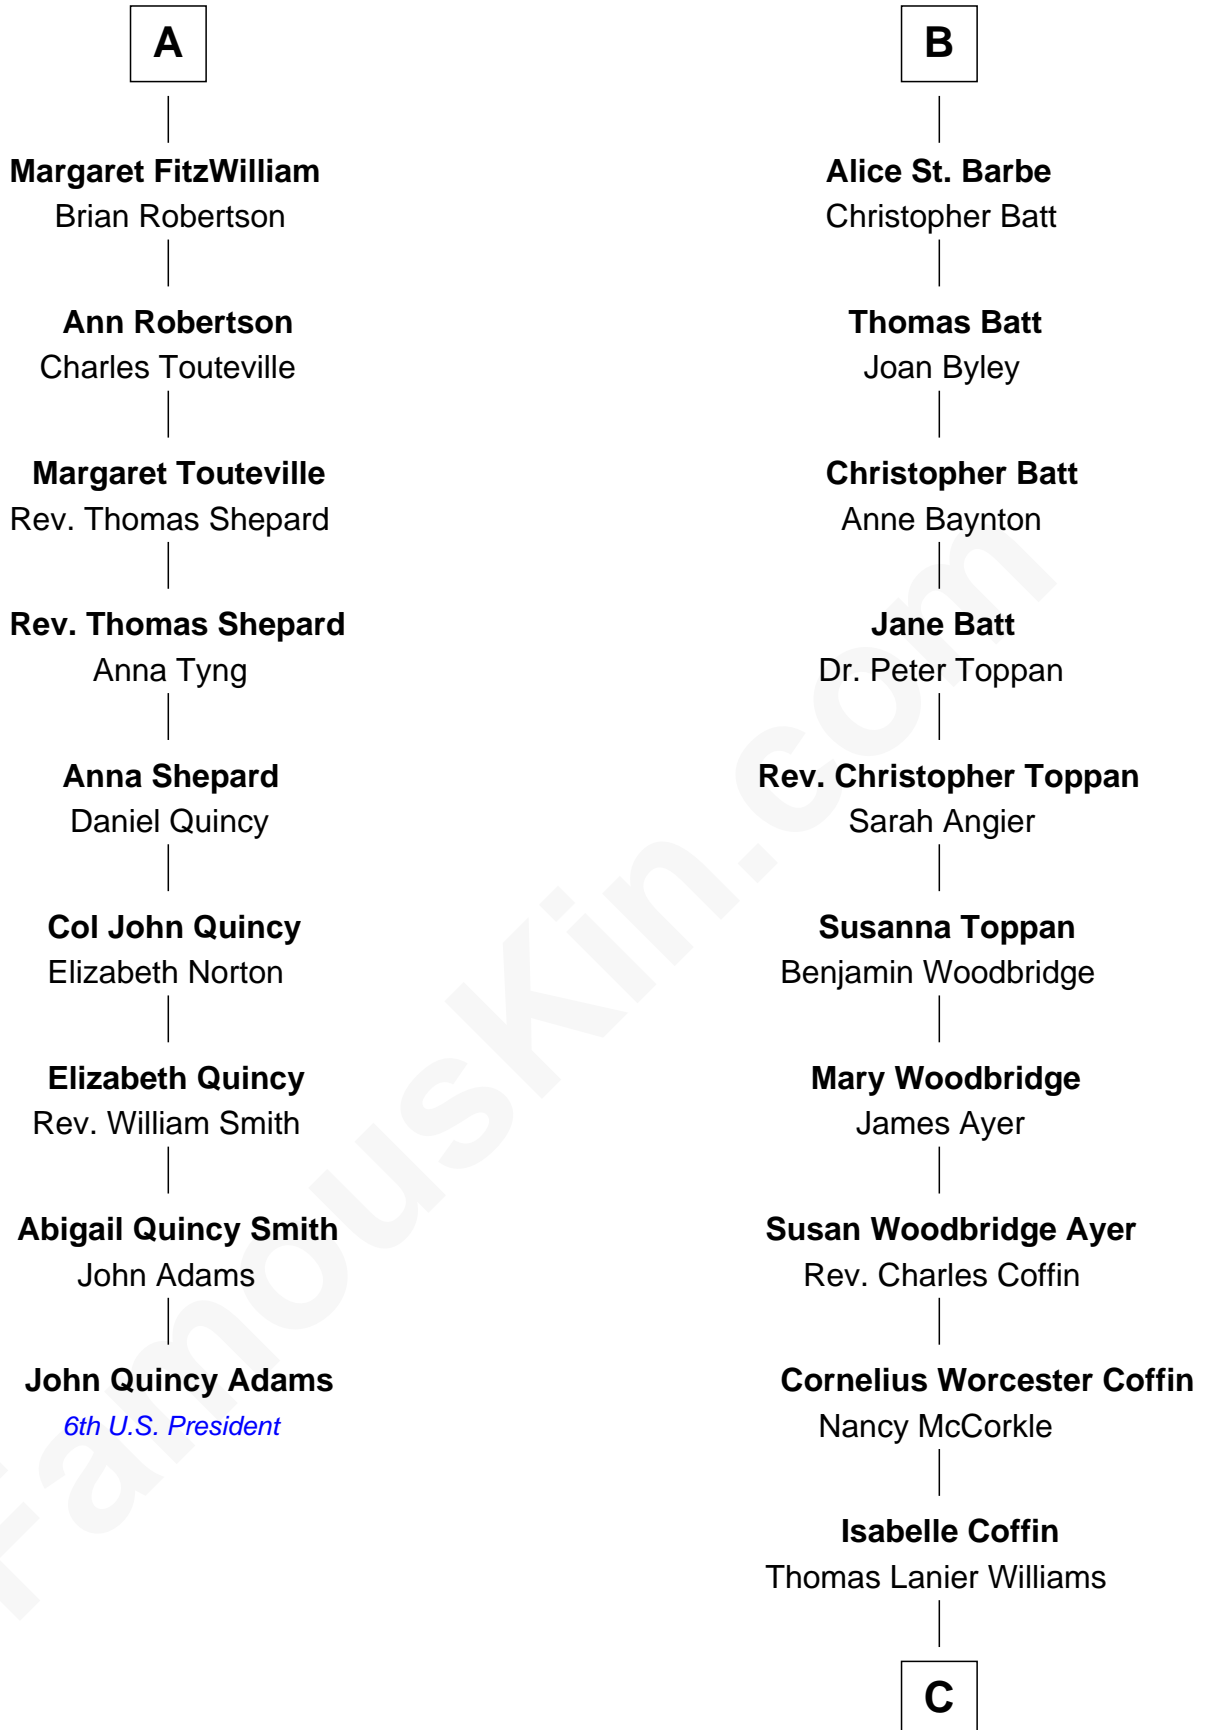 A
Margaret FitzWilliam
Brian Robertson
Ann Robertson
Charles Touteville
Margaret Touteville
Rev. Thomas Shepard
Rev. Thomas Shepard
Anna Tyng
Anna Shepard
Daniel Quincy
Col John Quincy
Elizabeth Norton
Elizabeth Quincy
Rev. William Smith
Abigail Quincy Smith
John Adams
John Quincy Adams
6th U.S. President
B
Alice St. Barbe
Christopher Batt
Thomas Batt
Joan Byley
Christopher Batt
Anne Baynton
Jane Batt
Dr. Peter Toppan
Rev. Christopher Toppan
Sarah Angier
Susanna Toppan
Benjamin Woodbridge
Mary Woodbridge
James Ayer
Susan Woodbridge Ayer
Rev. Charles Coffin
Cornelius Worcester Coffin
Nancy McCorkle
Isabelle Coffin
Thomas Lanier Williams
C
FamousKin.com